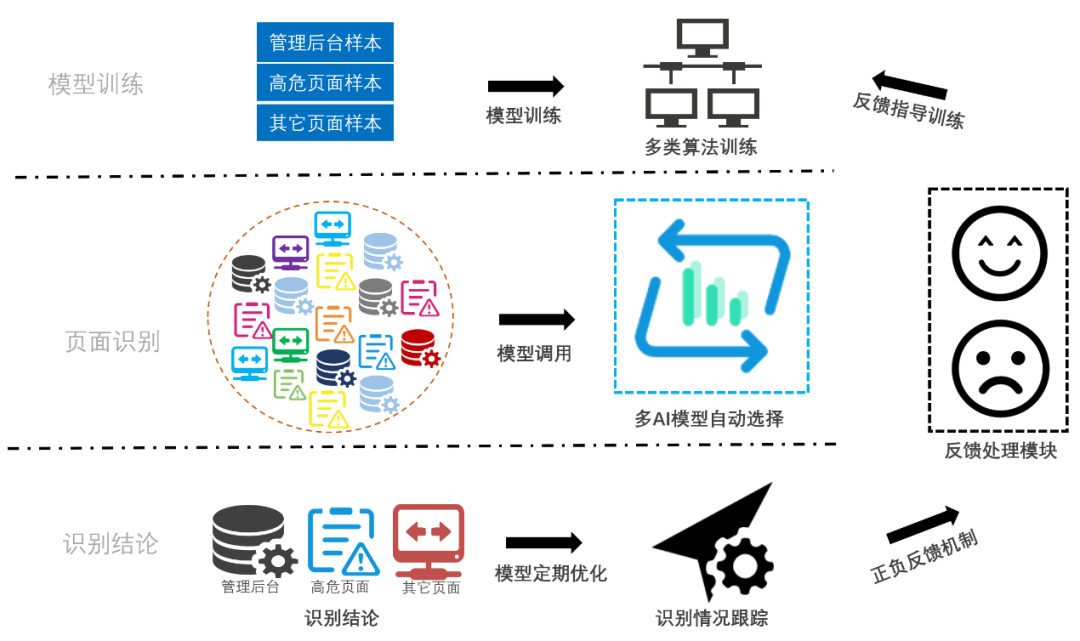 管理后台样本
模型训练
高危页面样本
其它页面样本
模型训练
多类算法训练
反馈指导训练
页面识别
模型调用
多AI模型自动选择
反馈处理模块
识别结论
管理后台
高危页面
其它页面
识别结论
模型定期优化
识别情况跟踪
正负反馈机制